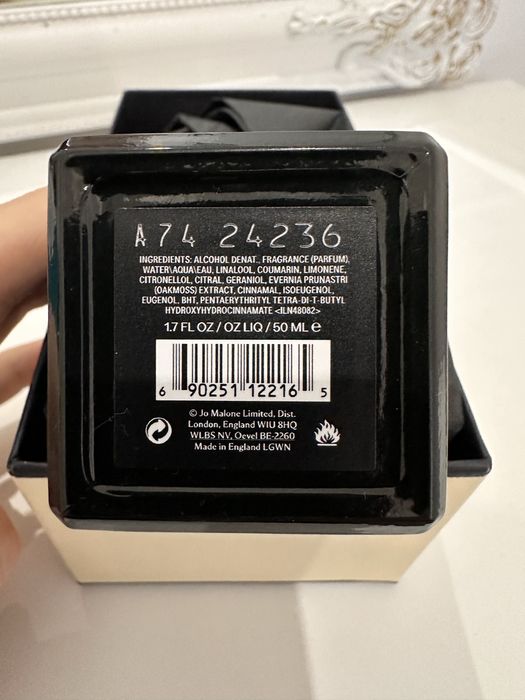 A74 24236
INGREDIENTS: ALCOHOL DENAT., FRAGRANCE (PARFUM),
WATER\AQUA\EAU, LINALOOL, COUMARIN, LIMONENE,
CITRONELLOL, CITRAL, GERANIOL, EVERNIA PRUNASTRI
(OAKMOSS) EXTRACT, CINNAMAL, ISOEUGENOL,
EUGENOL, BHT, PENTAERYTHRITYL TETRA-DI-T-BUTYL
HYDROXYHYDROCINNAMATE <ILN48082>
1.7 FL OZ / OZ LIQ / 50 ML ℮
6 90251 12216 5
© Jo Malone Limited, Dist.
London, England W1U 8HQ
WLBS NV, Oevel BE-2260
Made in England LGWN